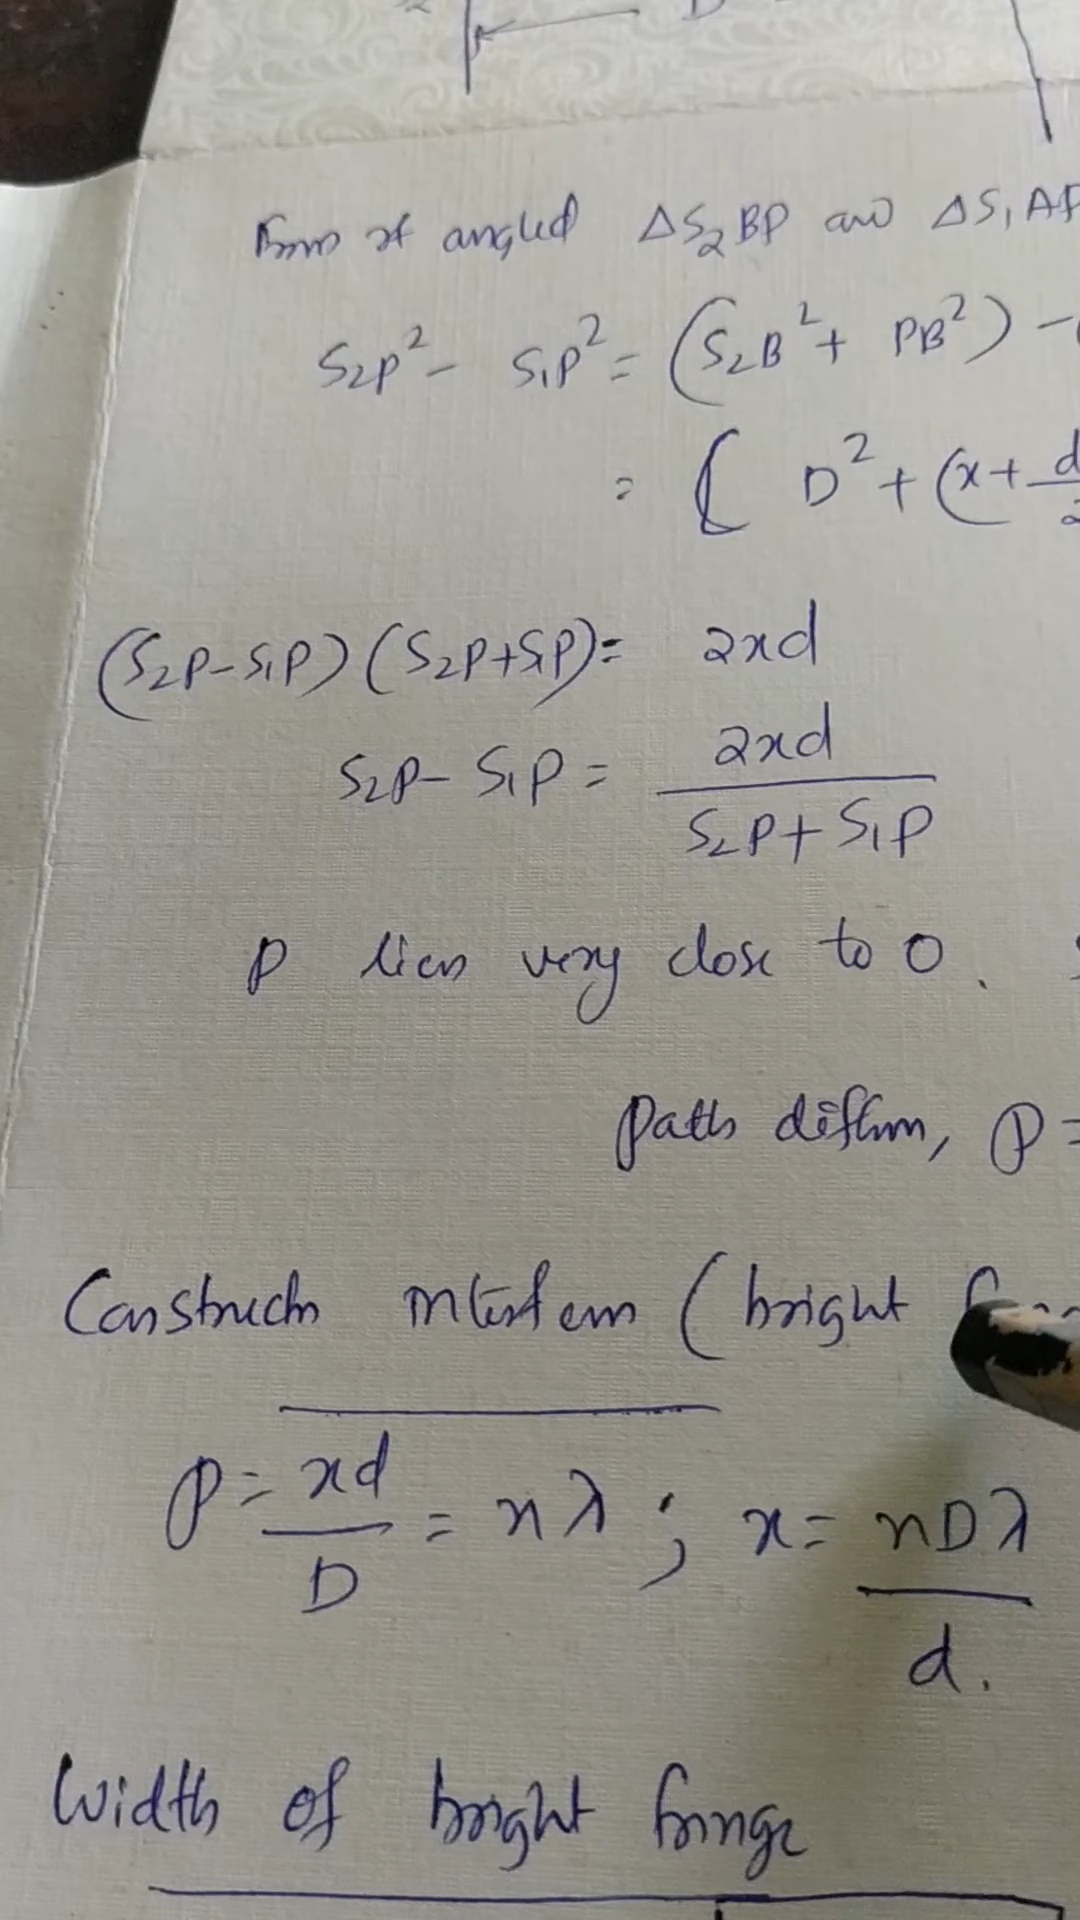 D
From rt angled ΔS₂BP and ΔS₁AP
S₂P² - S₁P² = (S₂B² + PB²) -
= ( D² + (x + d/2
(S₂P-S₁P) (S₂P+S₁P) = 2xd
S₂P - S₁P = 2xd / S₂P + S₁P
P lies very close to O.
Path differn, P =
Constructn Interfern (bright
P = xd / D = nλ ; x = nDλ / d.
Width of bright fringe